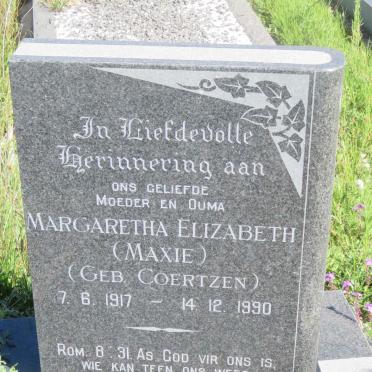 In Liefdevolle
Herinnering aan
ONS GELIEFDE
MOEDER EN OUMA
MARGARETHA ELIZABETH
(MAXIE)
(GEB. COERTZEN)
7. 6. 1917 — 14. 12. 1990
ROM. 8 : 31. AS GOD VIR ONS IS,
WIE KAN TEEN ONS WEES